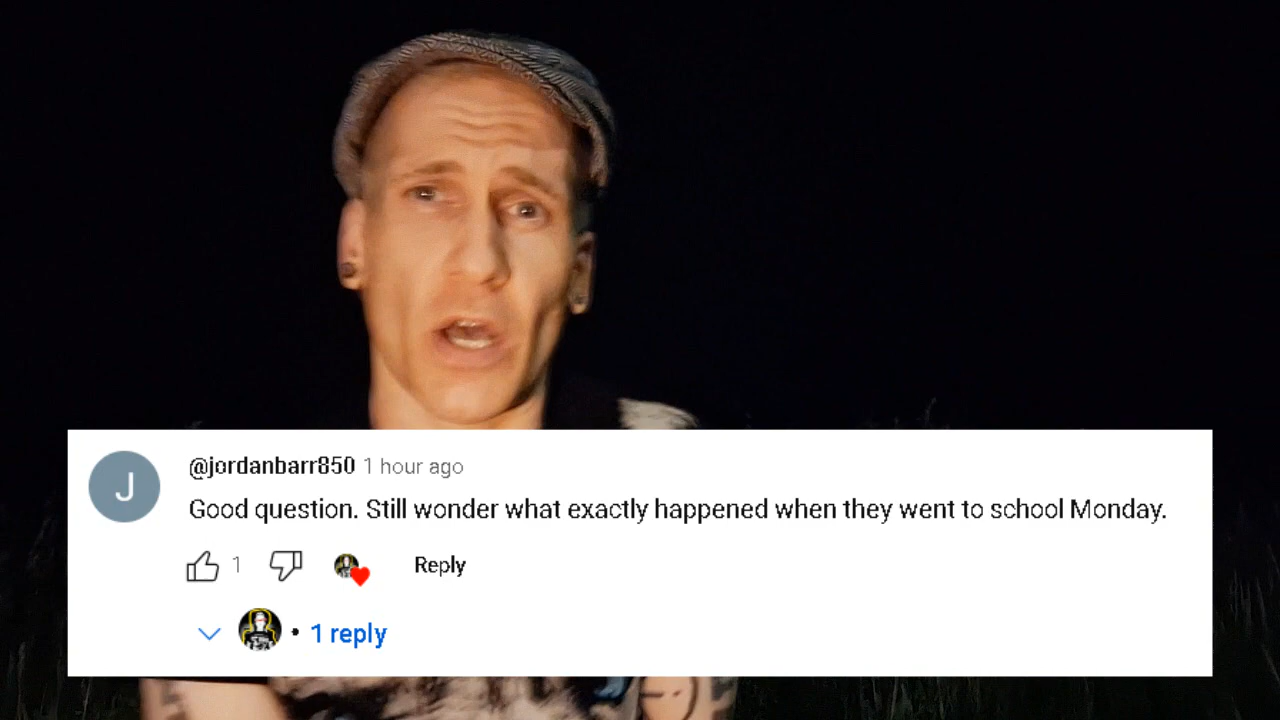 @jordanbarr850 1 hour ago
Good question. Still wonder what exactly happened when they went to school Monday.
1
Reply
1 reply